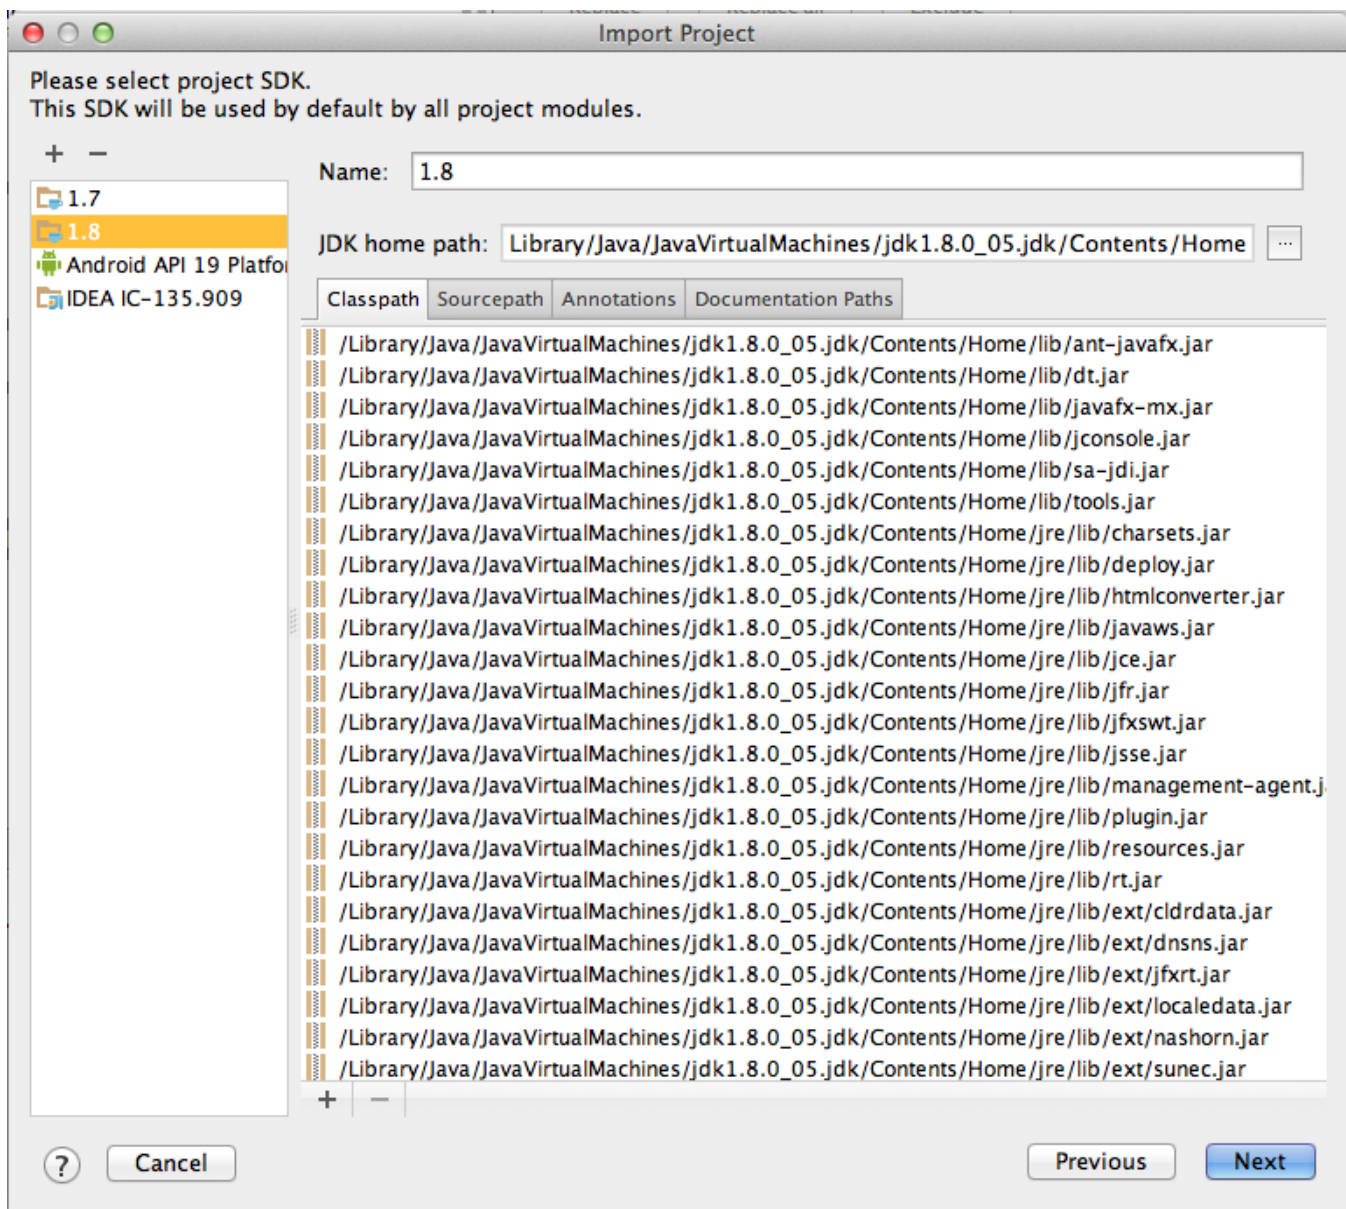 Import Project
Please select project SDK.
This SDK will be used by default by all project modules.
+ −
1.7
1.8
Android API 19 Platfo
IDEA IC-135.909
Name: 1.8
JDK home path: Library/Java/JavaVirtualMachines/jdk1.8.0_05.jdk/Contents/Home ...
Classpath Sourcepath Annotations Documentation Paths
/Library/Java/JavaVirtualMachines/jdk1.8.0_05.jdk/Contents/Home/lib/ant-javafx.jar
/Library/Java/JavaVirtualMachines/jdk1.8.0_05.jdk/Contents/Home/lib/dt.jar
/Library/Java/JavaVirtualMachines/jdk1.8.0_05.jdk/Contents/Home/lib/javafx-mx.jar
/Library/Java/JavaVirtualMachines/jdk1.8.0_05.jdk/Contents/Home/lib/jconsole.jar
/Library/Java/JavaVirtualMachines/jdk1.8.0_05.jdk/Contents/Home/lib/sa-jdi.jar
/Library/Java/JavaVirtualMachines/jdk1.8.0_05.jdk/Contents/Home/lib/tools.jar
/Library/Java/JavaVirtualMachines/jdk1.8.0_05.jdk/Contents/Home/jre/lib/charsets.jar
/Library/Java/JavaVirtualMachines/jdk1.8.0_05.jdk/Contents/Home/jre/lib/deploy.jar
/Library/Java/JavaVirtualMachines/jdk1.8.0_05.jdk/Contents/Home/jre/lib/htmlconverter.jar
/Library/Java/JavaVirtualMachines/jdk1.8.0_05.jdk/Contents/Home/jre/lib/javaws.jar
/Library/Java/JavaVirtualMachines/jdk1.8.0_05.jdk/Contents/Home/jre/lib/jce.jar
/Library/Java/JavaVirtualMachines/jdk1.8.0_05.jdk/Contents/Home/jre/lib/jfr.jar
/Library/Java/JavaVirtualMachines/jdk1.8.0_05.jdk/Contents/Home/jre/lib/jfxswt.jar
/Library/Java/JavaVirtualMachines/jdk1.8.0_05.jdk/Contents/Home/jre/lib/jsse.jar
/Library/Java/JavaVirtualMachines/jdk1.8.0_05.jdk/Contents/Home/jre/lib/management-agent.j
/Library/Java/JavaVirtualMachines/jdk1.8.0_05.jdk/Contents/Home/jre/lib/plugin.jar
/Library/Java/JavaVirtualMachines/jdk1.8.0_05.jdk/Contents/Home/jre/lib/resources.jar
/Library/Java/JavaVirtualMachines/jdk1.8.0_05.jdk/Contents/Home/jre/lib/rt.jar
/Library/Java/JavaVirtualMachines/jdk1.8.0_05.jdk/Contents/Home/jre/lib/ext/cldrdata.jar
/Library/Java/JavaVirtualMachines/jdk1.8.0_05.jdk/Contents/Home/jre/lib/ext/dnsns.jar
/Library/Java/JavaVirtualMachines/jdk1.8.0_05.jdk/Contents/Home/jre/lib/ext/jfxrt.jar
/Library/Java/JavaVirtualMachines/jdk1.8.0_05.jdk/Contents/Home/jre/lib/ext/localedata.jar
/Library/Java/JavaVirtualMachines/jdk1.8.0_05.jdk/Contents/Home/jre/lib/ext/nashorn.jar
/Library/Java/JavaVirtualMachines/jdk1.8.0_05.jdk/Contents/Home/jre/lib/ext/sunec.jar
+ −
? Cancel Previous Next